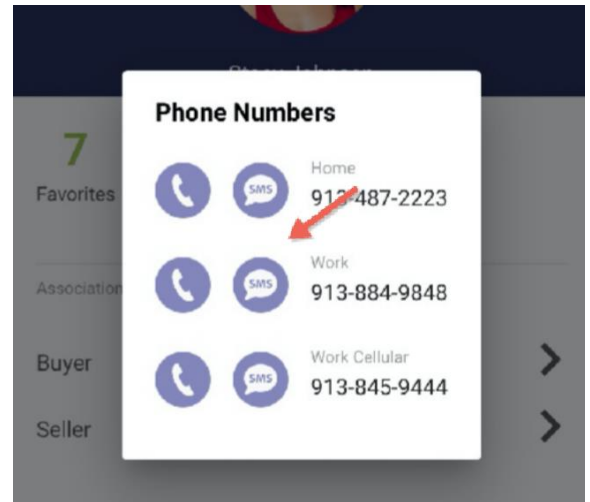 Phone Numbers
7
Favorites
Home
SMS
913-487-2223
Work
SMS
913-884-9848
Association
Work Cellular
SMS
913-845-9444
Buyer
Seller